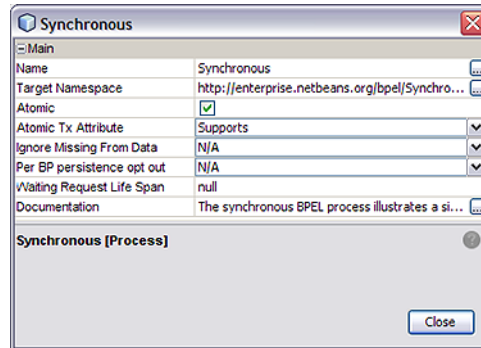 Synchronous
Main
Name Synchronous ...
Target Namespace http://enterprise.netbeans.org/bpel/Synchro... ...
Atomic
Atomic Tx Attribute Supports
Ignore Missing From Data N/A
Per BP persistence opt out N/A
Waiting Request Life Span null
Documentation The synchronous BPEL process illustrates a si... ...
Synchronous [Process]
?
Close